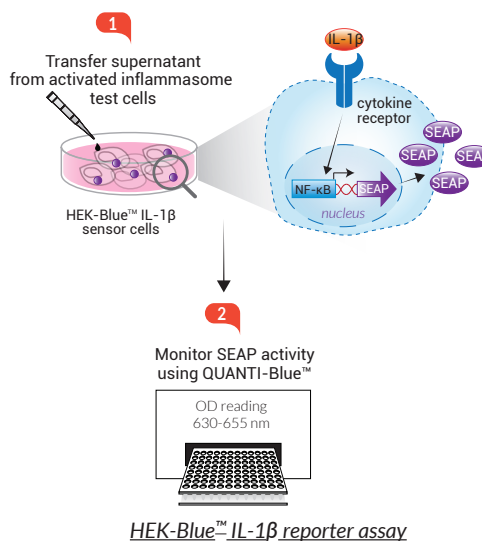 1
Transfer supernatant
from activated inflammasome
test cells
HEK-Blue™ IL-1β
sensor cells
IL-1β
cytokine
receptor
SEAP
SEAP
SEAP
SEAP
NF-κB
SEAP
nucleus
2
Monitor SEAP activity
using QUANTI-Blue™
OD reading
630-655 nm
HEK-Blue™ IL-1β reporter assay